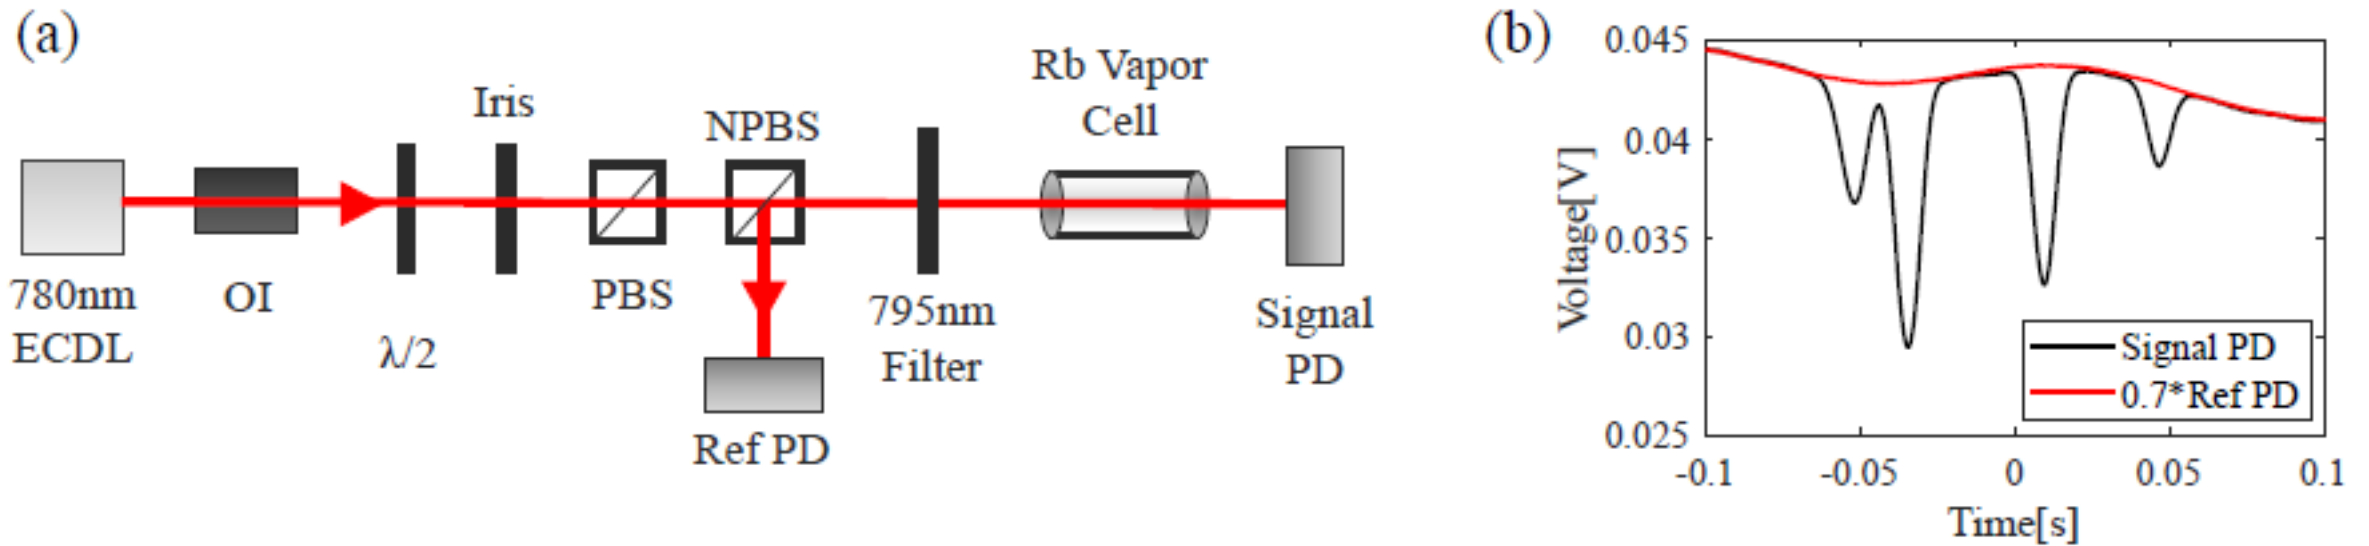 (a)
Iris
NPBS
Rb Vapor
Cell
780nm
ECDL
OI
λ/2
PBS
Ref PD
795nm
Filter
Signal
PD
(b)
0.045
0.04
0.035
0.03
0.025
Voltage[V]
Signal PD
0.7*Ref PD
-0.1
-0.05
0
0.05
0.1
Time[s]